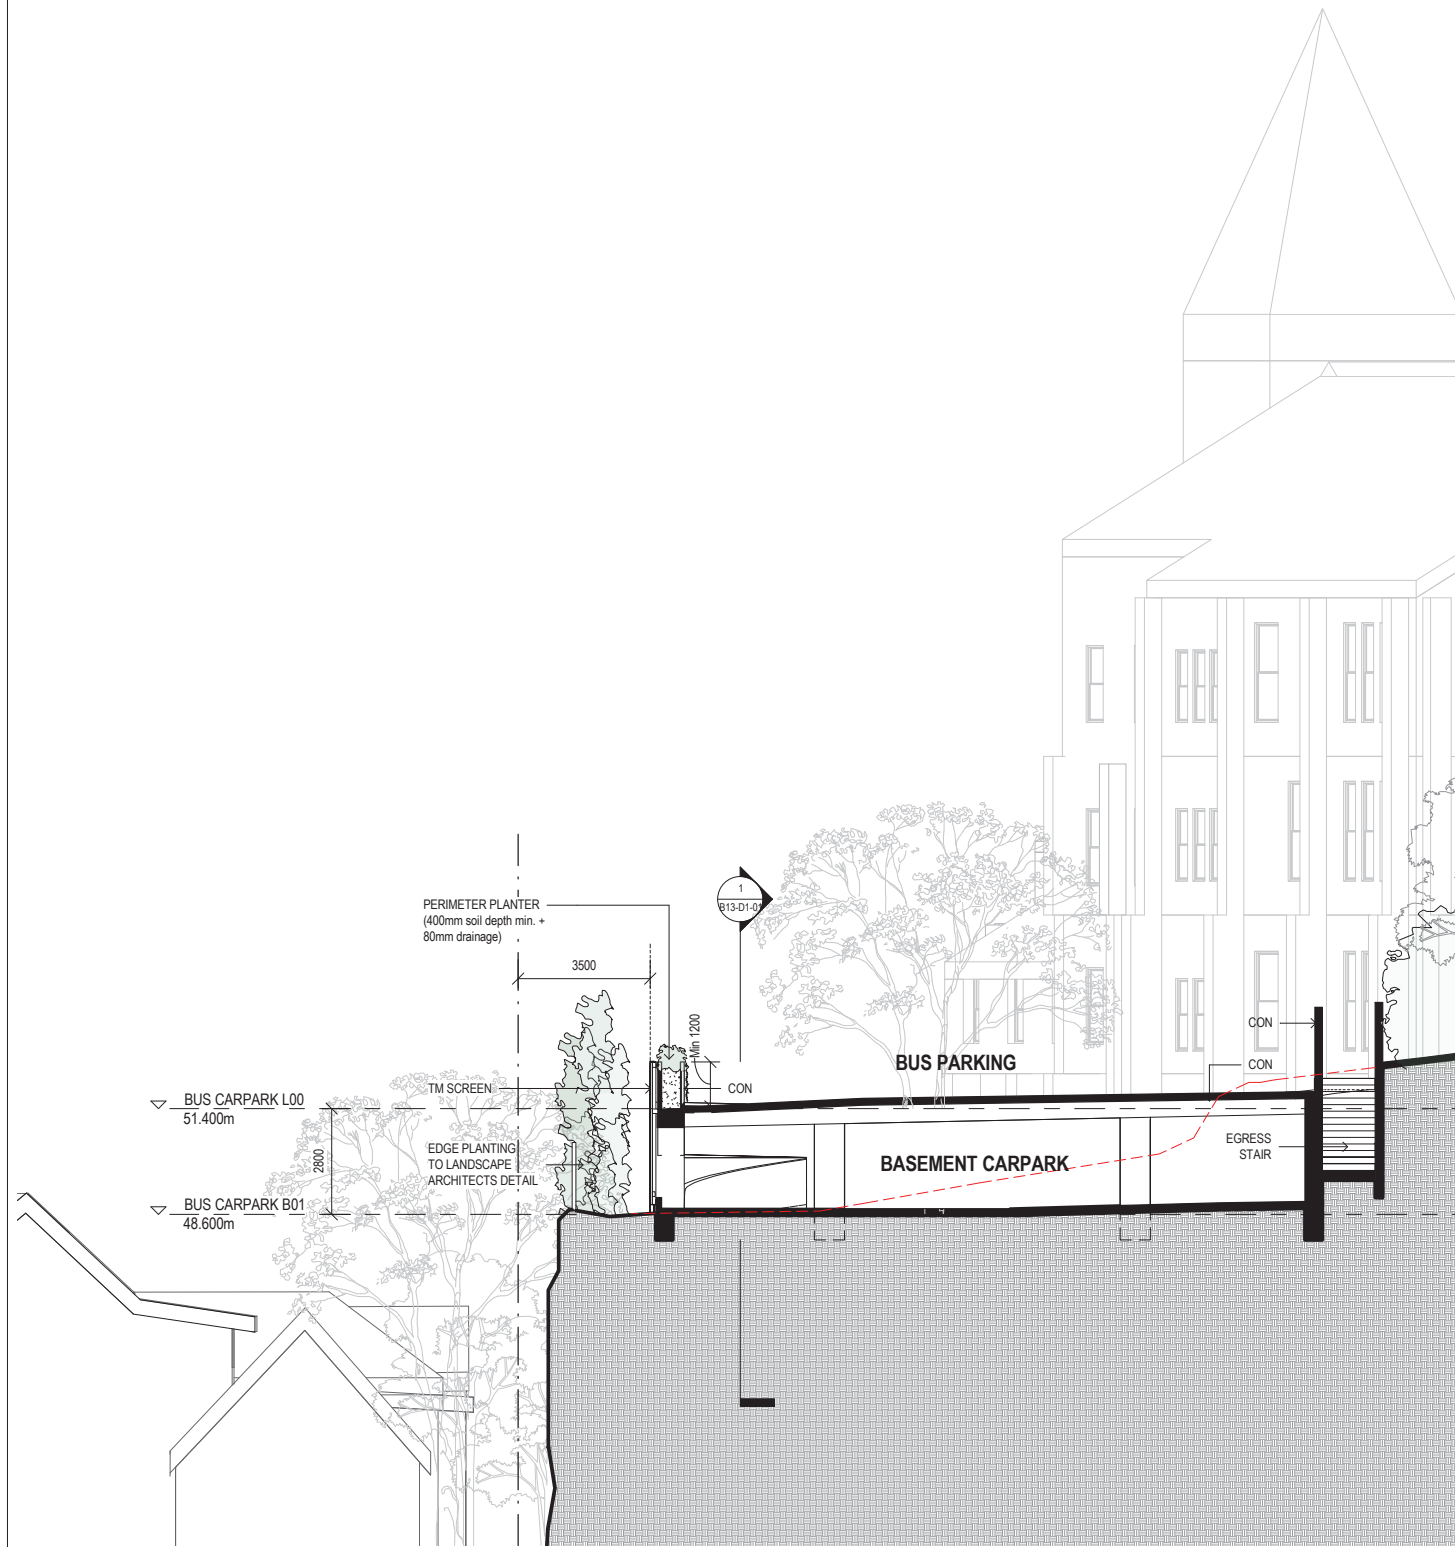 PERIMETER PLANTER
(400mm soil depth min. +
80mm drainage)
1
B13-D1-01
3500
Min 1200
BUS PARKING
CON
CON
TM SCREEN
CON
BUS CARPARK L00
51.400m
2800
EDGE PLANTING
TO LANDSCAPE
ARCHITECTS DETAIL
BASEMENT CARPARK
EGRESS
STAIR
BUS CARPARK B01
48.600m